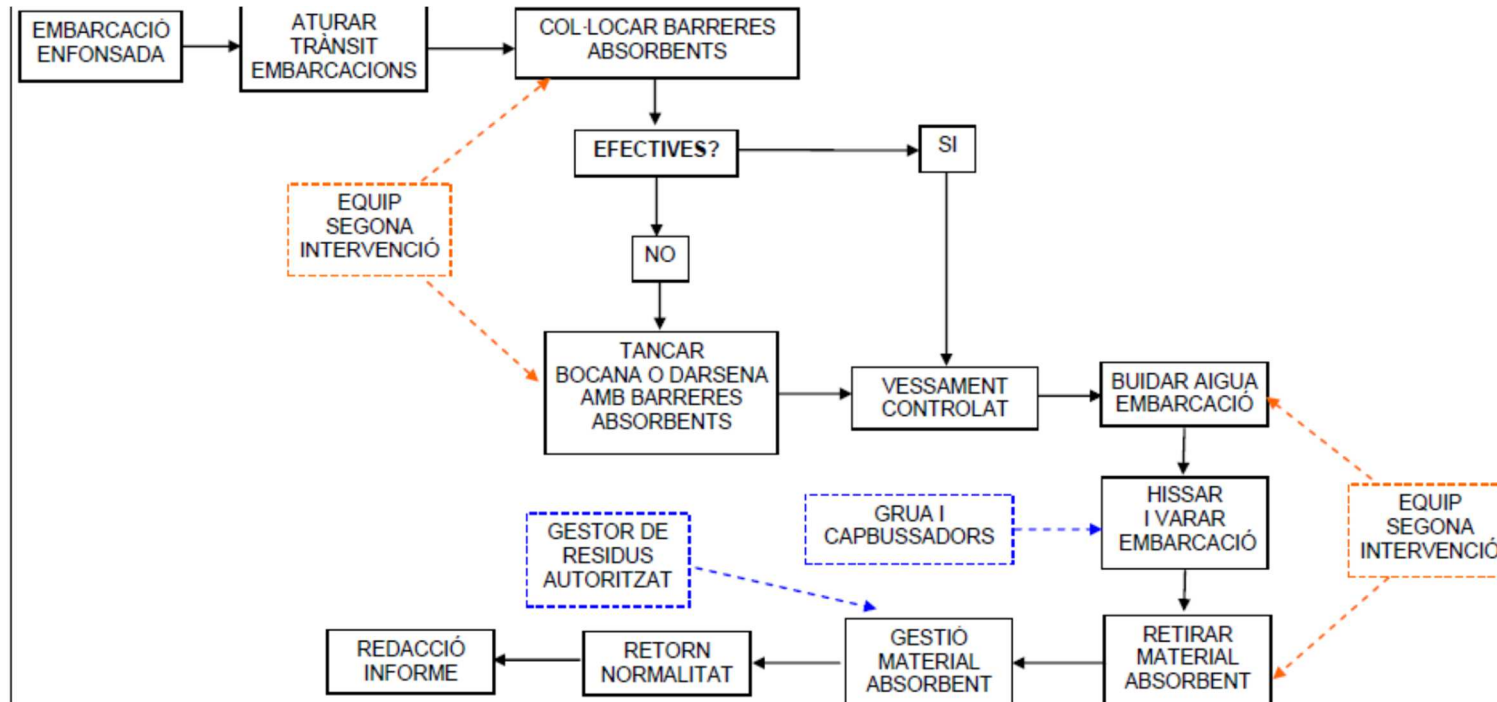 EMBARCACIÓ
ENFONSADA
ATURAR
TRÀNSIT
EMBARCACIONS
COL·LOCAR BARRERES
ABSORBENTS
EFECTIVES?
SI
EQUIP
SEGONA
INTERVENCIÓ
NO
TANCAR
BOCANA O DARSENA
AMB BARRERES
ABSORBENTS
VESSAMENT
CONTROLAT
BUIDAR AIGUA
EMBARCACIÓ
HISSAR
I VARAR
EMBARCACIÓ
GRUA I
CAPBUSSADORS
EQUIP
SEGONA
INTERVENCIÓ
GESTOR DE
RESIDUS
AUTORITZAT
RETIRAR
MATERIAL
ABSORBENT
GESTIÓ
MATERIAL
ABSORBENT
RETORN
NORMALITAT
REDACCIÓ
INFORME